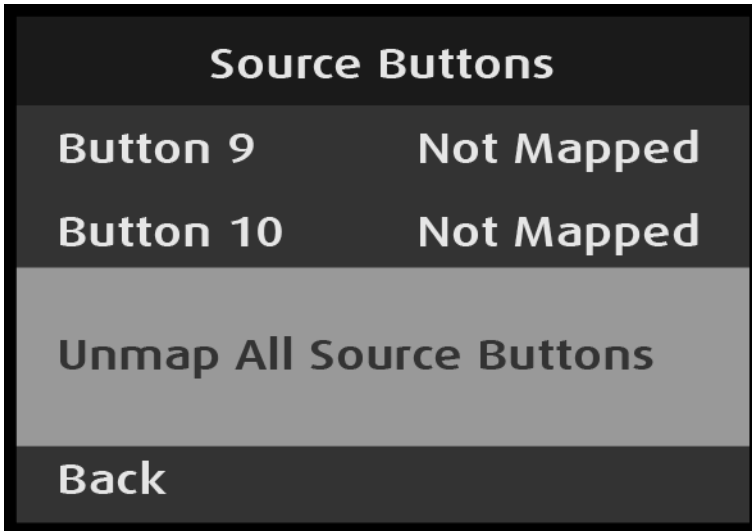 Source Buttons
Button 9 Not Mapped
Button 10 Not Mapped
Unmap All Source Buttons
Back